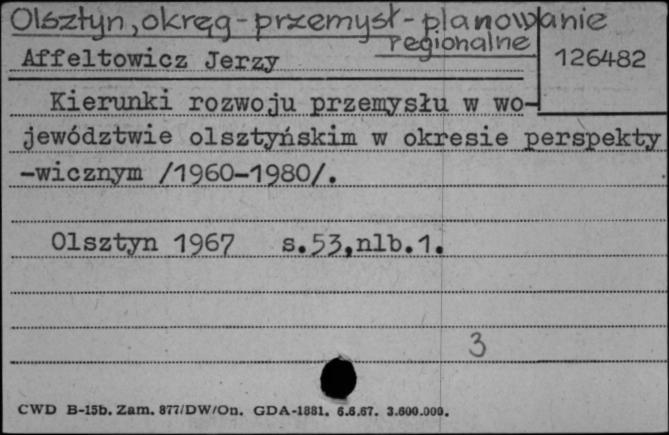 Olsztyn, okręg - przemysł - planowanie
regionalne
Affeltowicz Jerzy
126482
Kierunki rozwoju przemysłu w wo-
jewództwie olsztyńskim w okresie perspekty
-wicznym /1960-1980/.
Olsztyn 1967 s.53,nlb.1.
3
CWD B-15b. Zam. 877/DW/On. GDA-1881. 6.6.67. 3.600.000.